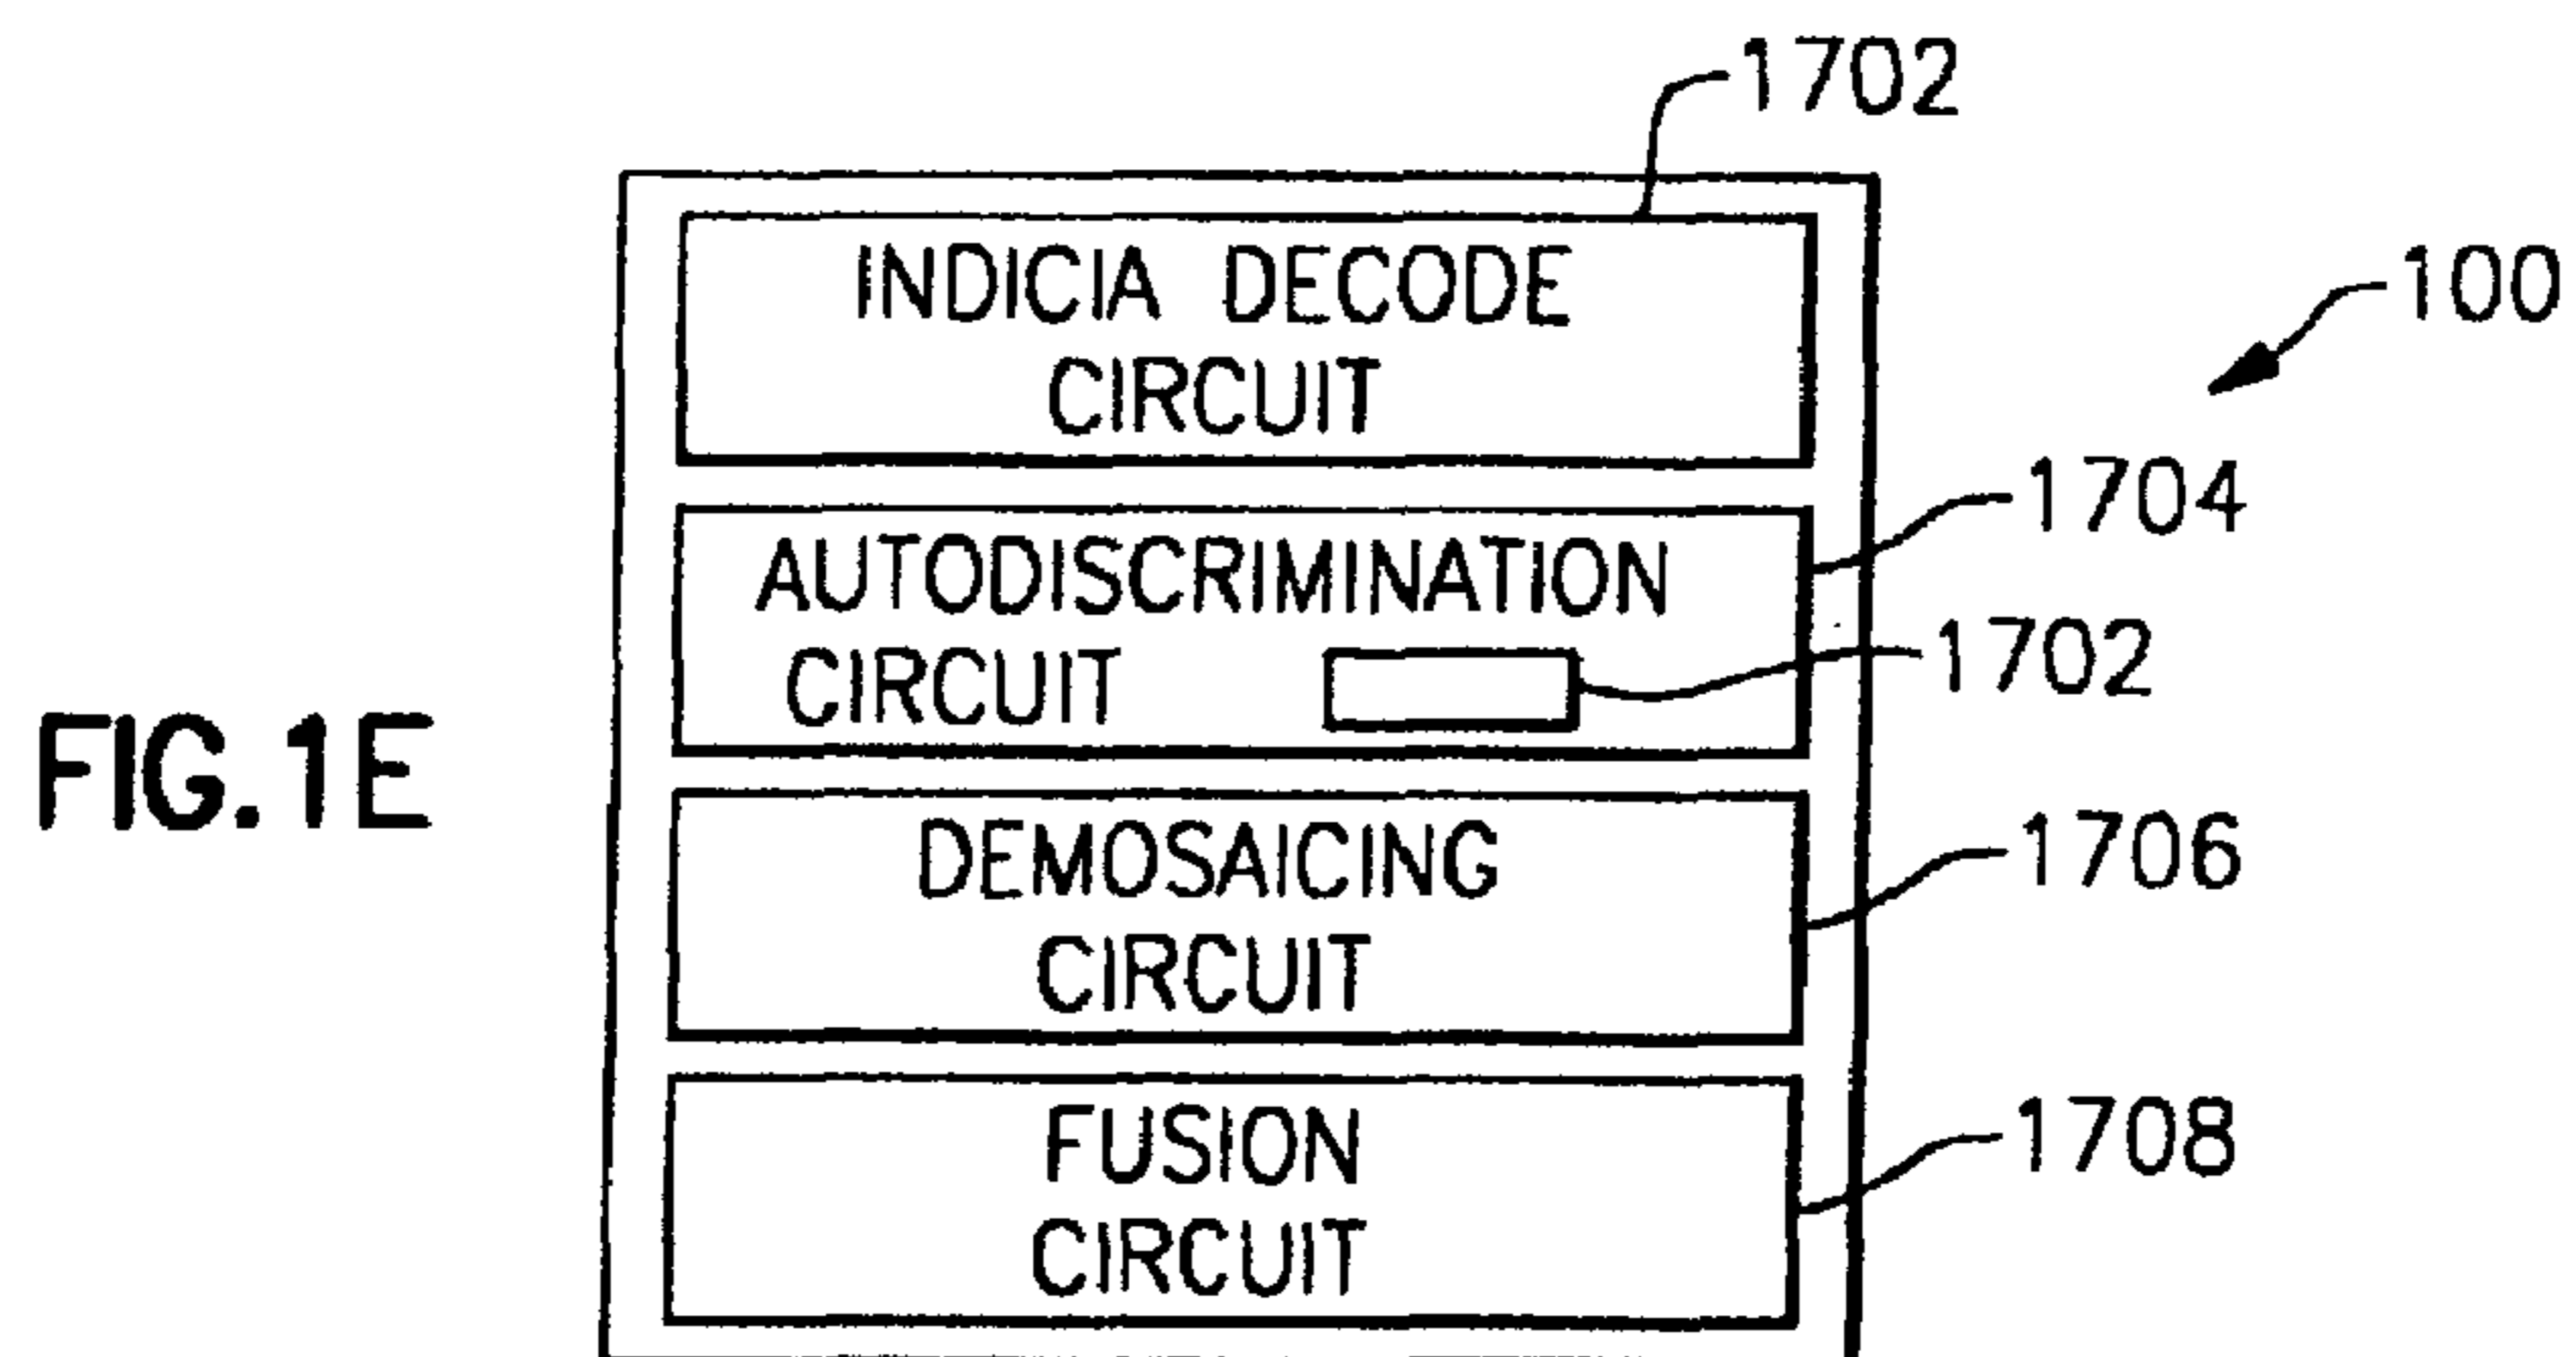 1702
INDICIA DECODE
CIRCUIT
100
1704
AUTODISCRIMINATION
CIRCUIT
1702
FIG.1E
DEMOSAICING
CIRCUIT
1706
FUSION
CIRCUIT
1708